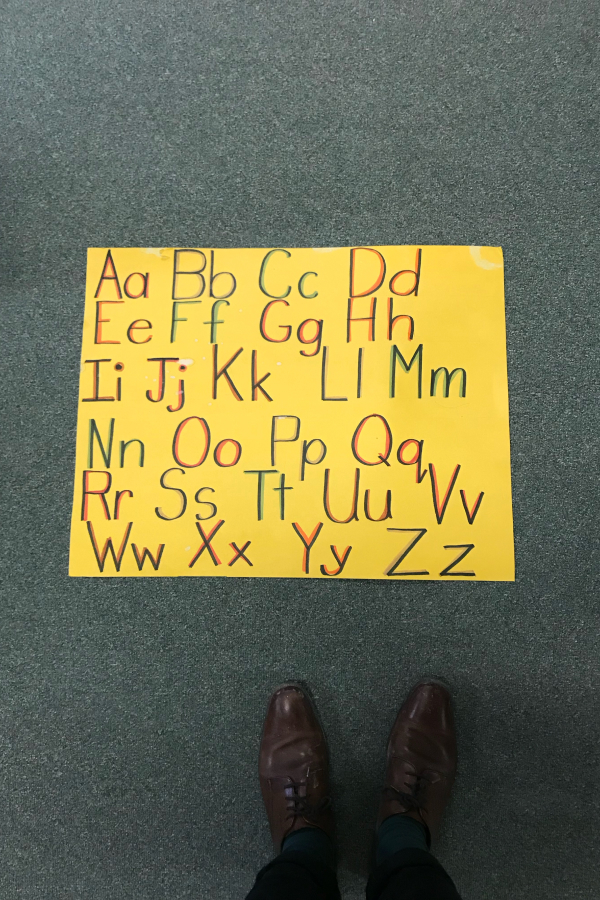 Aa Bb Cc Dd
Ee Ff Gg Hh
Ii Jj Kk Ll Mm
Nn Oo Pp Qq
Rr Ss Tt Uu Vv
Ww Xx Yy Zz